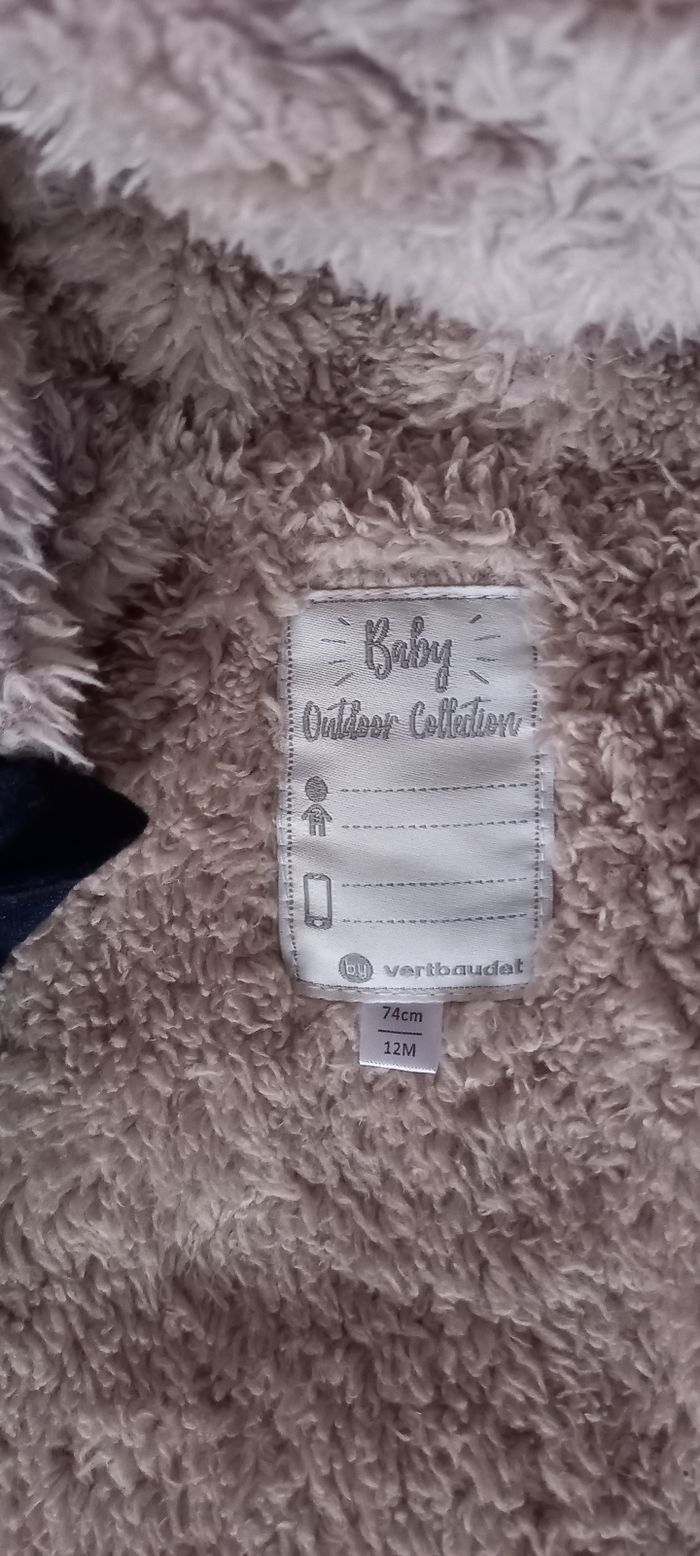 Baby
Outdoor Collection
by vertbaudet
74cm
12M